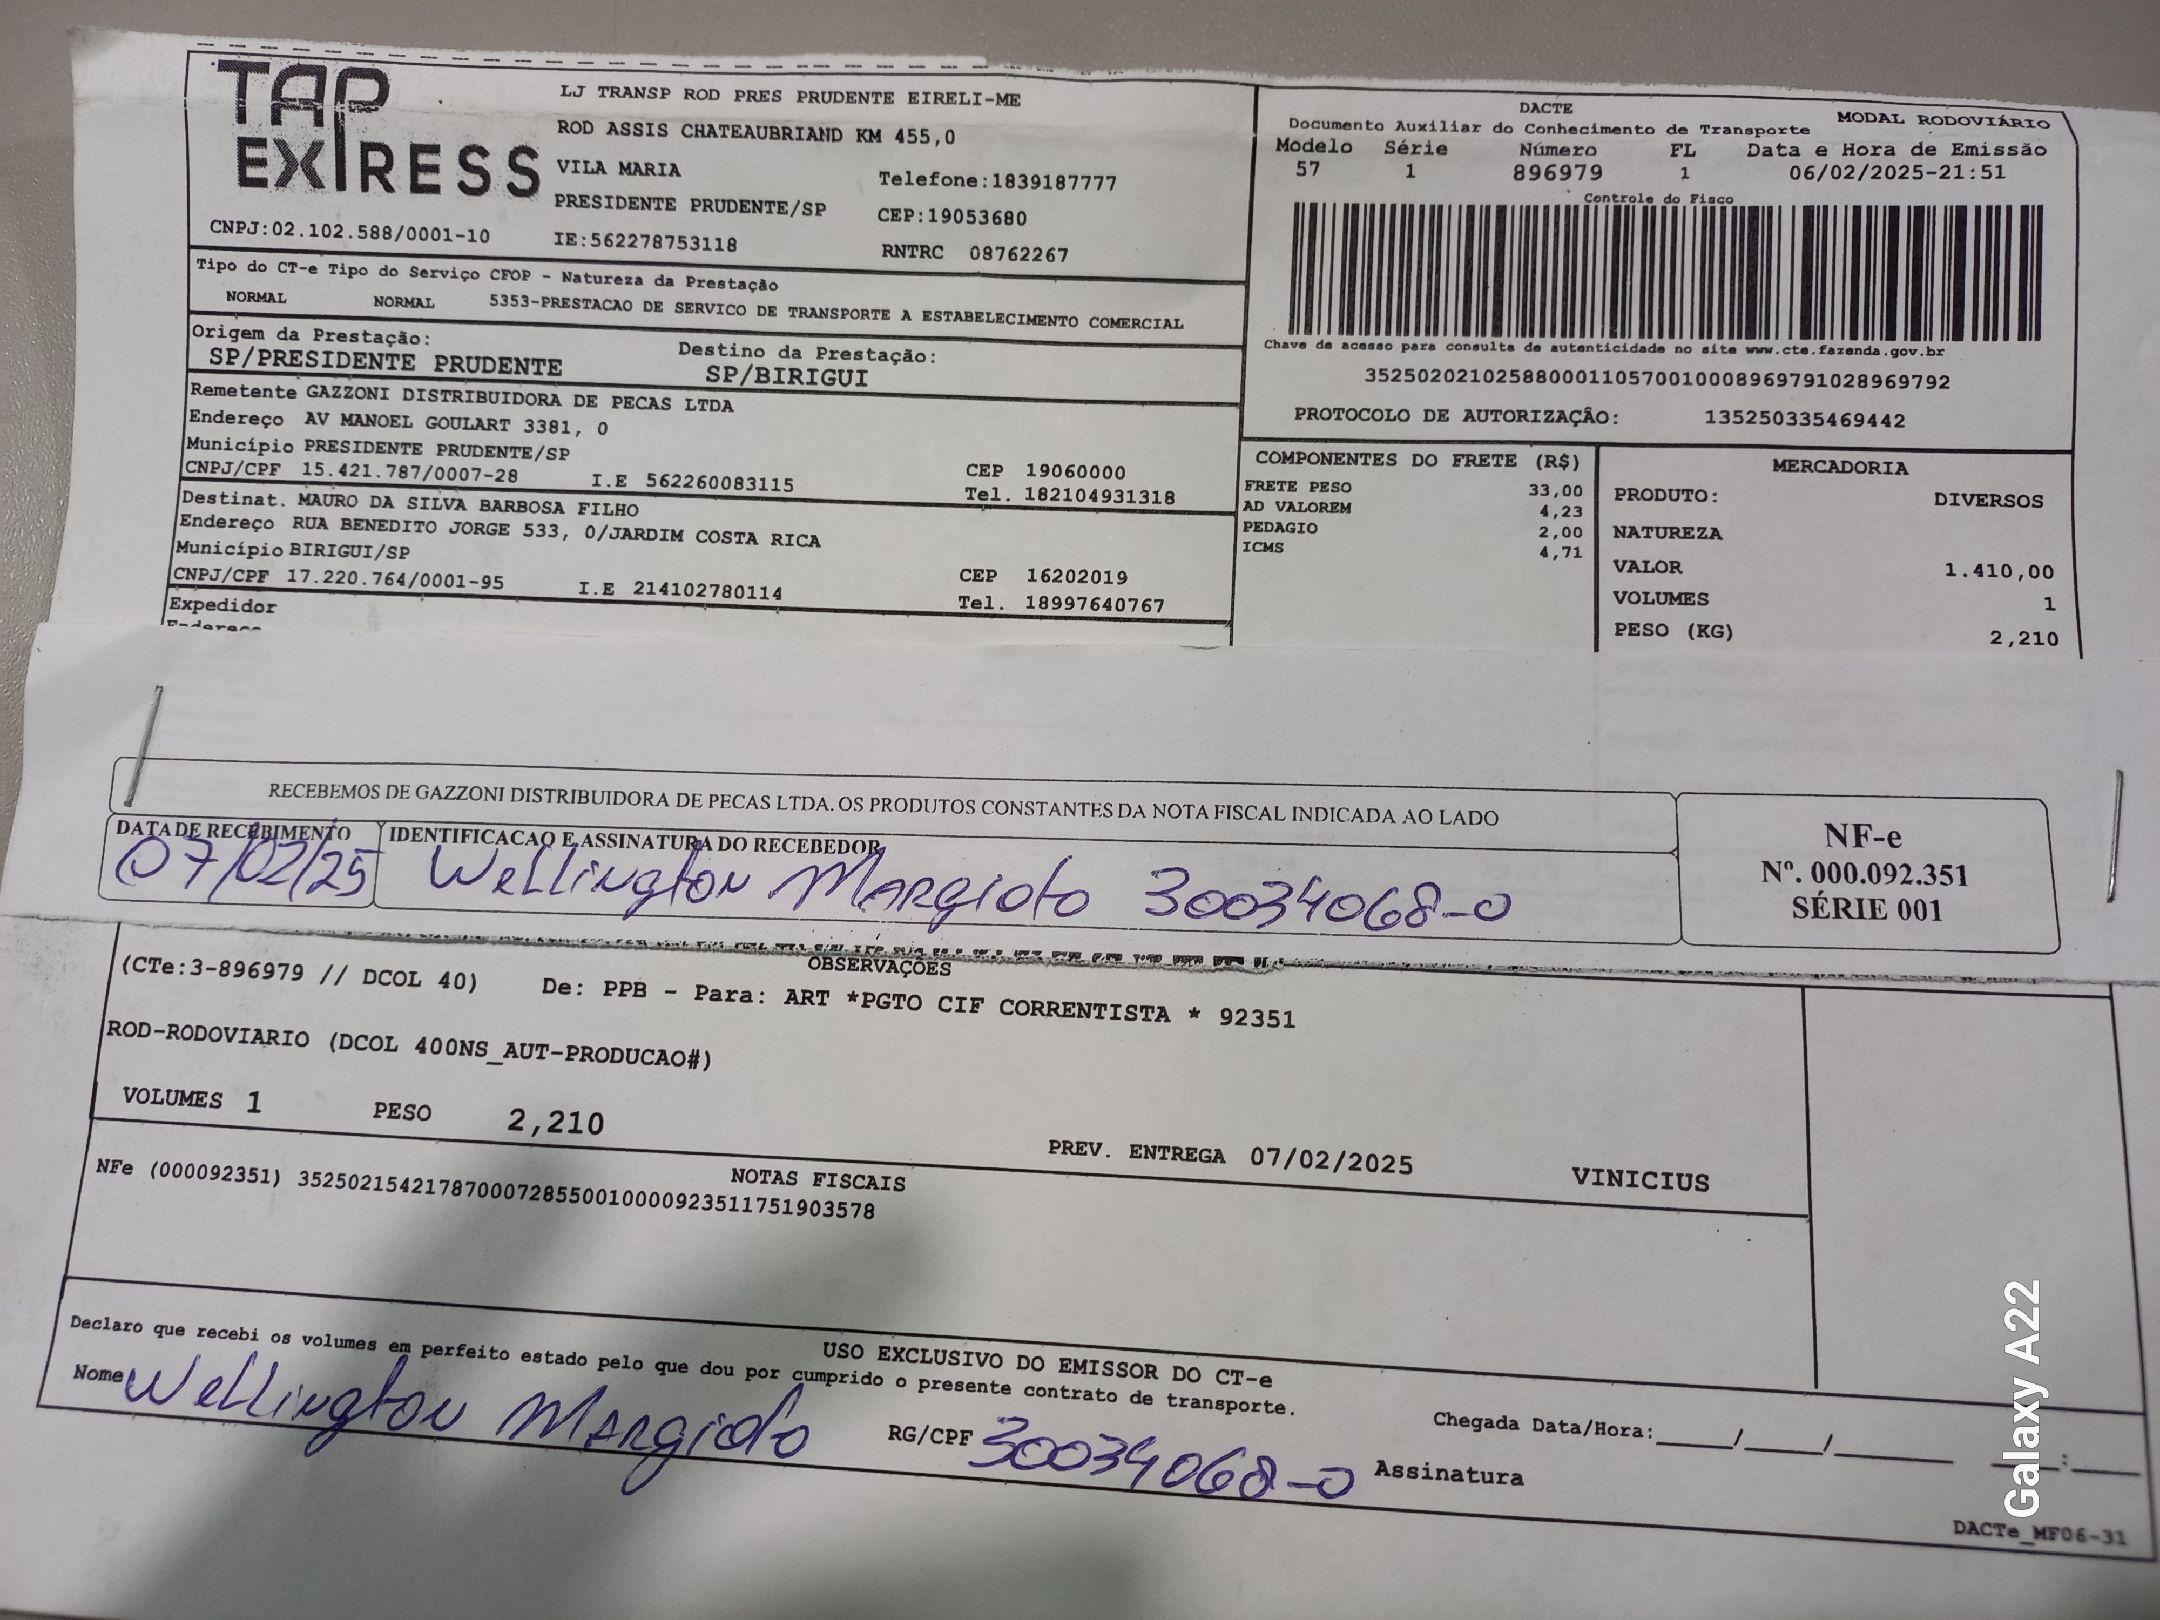 TAP EXPRESS
LJ TRANSP ROD PRES PRUDENTE EIRELI-ME
ROD ASSIS CHATEAUBRIAND KM 455,0
VILA MARIA
Telefone:1839187777
PRESIDENTE PRUDENTE/SP
CEP:19053680
CNPJ:02.102.588/0001-10
IE:562278753118
RNTRC 08762267
DACTE
Documento Auxiliar do Conhecimento de Transporte
MODAL RODOVIÁRIO
Modelo Série Número FL Data e Hora de Emissão
57 1 896979 1 06/02/2025-21:51
Controle do Fisco
Chave de acesso para consulta de autenticidade no site www.cte.fazenda.gov.br
35250202102588000110570010008969791028969792
PROTOCOLO DE AUTORIZAÇÃO: 135250335469442
Tipo do CT-e Tipo do Serviço CFOP - Natureza da Prestação
NORMAL NORMAL 5353-PRESTACAO DE SERVICO DE TRANSPORTE A ESTABELECIMENTO COMERCIAL
Origem da Prestação: Destino da Prestação:
SP/PRESIDENTE PRUDENTE SP/BIRIGUI
Remetente GAZZONI DISTRIBUIDORA DE PECAS LTDA
Endereço AV MANOEL GOULART 3381, 0
Município PRESIDENTE PRUDENTE/SP CEP 19060000
CNPJ/CPF 15.421.787/0007-28 I.E 562260083115 Tel. 182104931318
Destinat. MAURO DA SILVA BARBOSA FILHO
Endereço RUA BENEDITO JORGE 533, 0/JARDIM COSTA RICA
Município BIRIGUI/SP CEP 16202019
CNPJ/CPF 17.220.764/0001-95 I.E 214102780114 Tel. 18997640767
Expedidor
Endereço
COMPONENTES DO FRETE (R$)
FRETE PESO 33,00
AD VALOREM 4,23
PEDAGIO 2,00
ICMS 4,71
MERCADORIA
PRODUTO: DIVERSOS
NATUREZA
VALOR 1.410,00
VOLUMES 1
PESO (KG) 2,210
RECEBEMOS DE GAZZONI DISTRIBUIDORA DE PECAS LTDA. OS PRODUTOS CONSTANTES DA NOTA FISCAL INDICADA AO LADO
DATA DE RECEBIMENTO IDENTIFICACAO E ASSINATURA DO RECEBEDOR
07/02/25 Wellington Margioto 30034068-0
NF-e
Nº. 000.092.351
SÉRIE 001
OBSERVAÇÕES
(CTe:3-896979 // DCOL 40) De: PPB - Para: ART *PGTO CIF CORRENTISTA * 92351
ROD-RODOVIARIO (DCOL 400NS_AUT-PRODUCAO#)
VOLUMES 1 PESO 2,210
PREV. ENTREGA 07/02/2025 VINICIUS
NOTAS FISCAIS
NFe (000092351) 35250215421787000728550010000923511751903578
USO EXCLUSIVO DO EMISSOR DO CT-e
Declaro que recebi os volumes em perfeito estado pelo que dou por cumprido o presente contrato de transporte.
Nome Wellington Margioto RG/CPF 30034068-0 Assinatura
Chegada Data/Hora:____/____/______ ____:____
DACTe_MF06-31
Galaxy A22